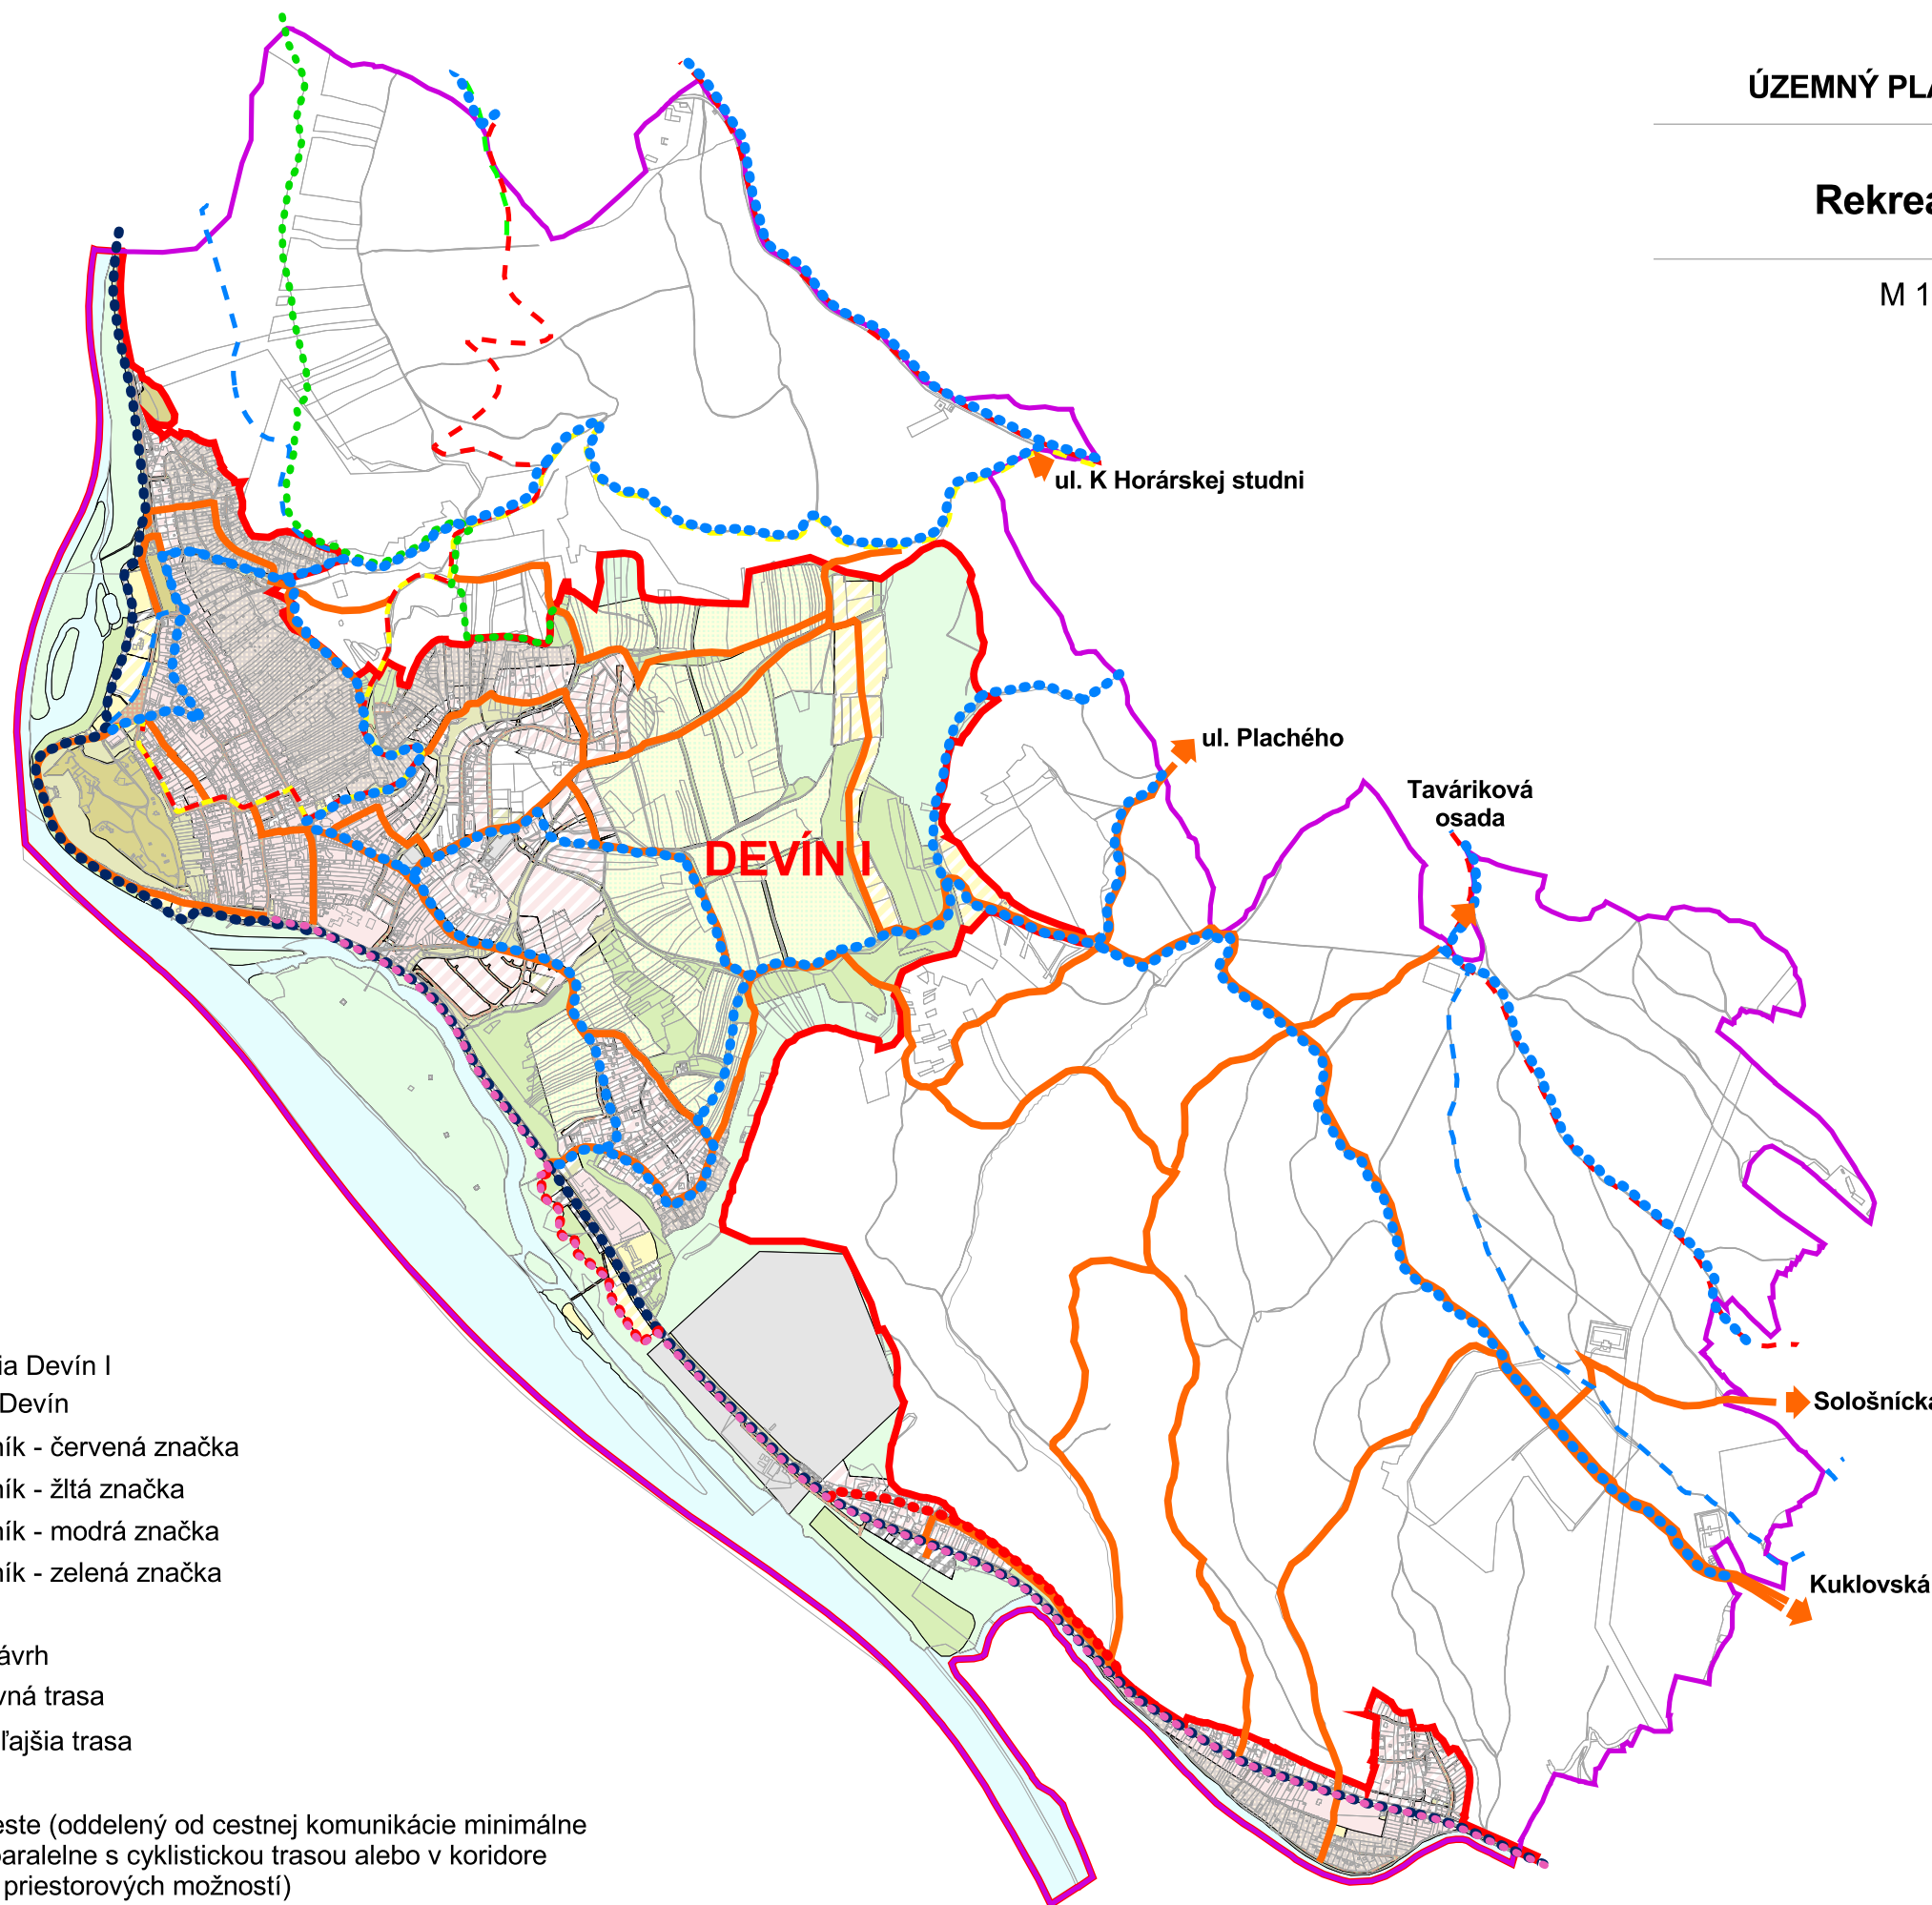 ÚZEMNÝ PLA
Rekrea
M 1
ul. K Horárskej studni
ul. Plachého
Taváriková
osada
DEVÍN I
Sološnícka
Kuklovská
ia Devín I
Devín
ník - červená značka
ník - žltá značka
ník - modrá značka
ník - zelená značka
ávrh
vná trasa
ľajšia trasa
este (oddelený od cestnej komunikácie minimálne
paralelne s cyklistickou trasou alebo v koridore
priestorových možností)